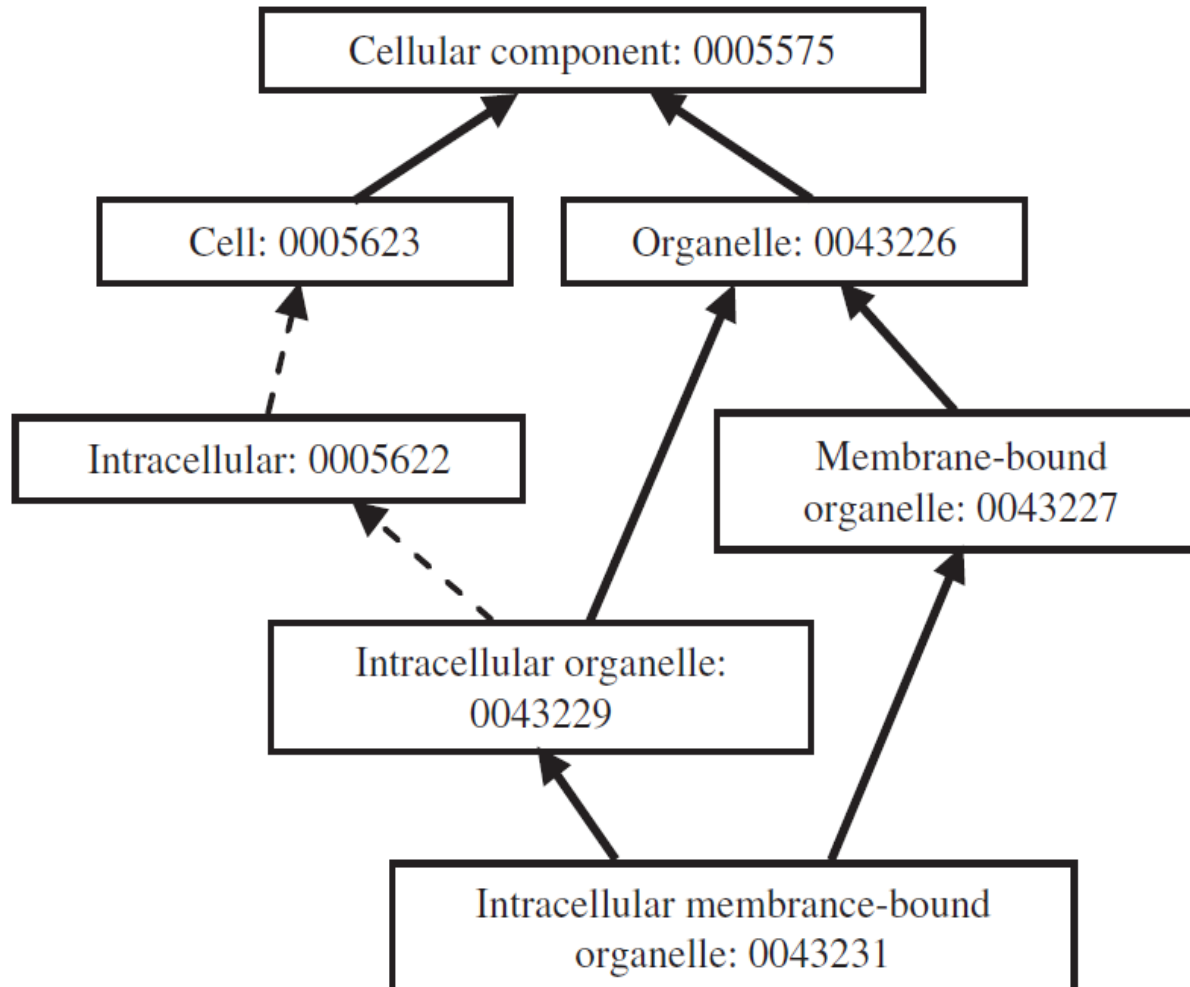 Cellular component: 0005575
Cell: 0005623
Organelle: 0043226
Intracellular: 0005622
Membrane-bound
organelle: 0043227
Intracellular organelle:
0043229
Intracellular membrance-bound
organelle: 0043231